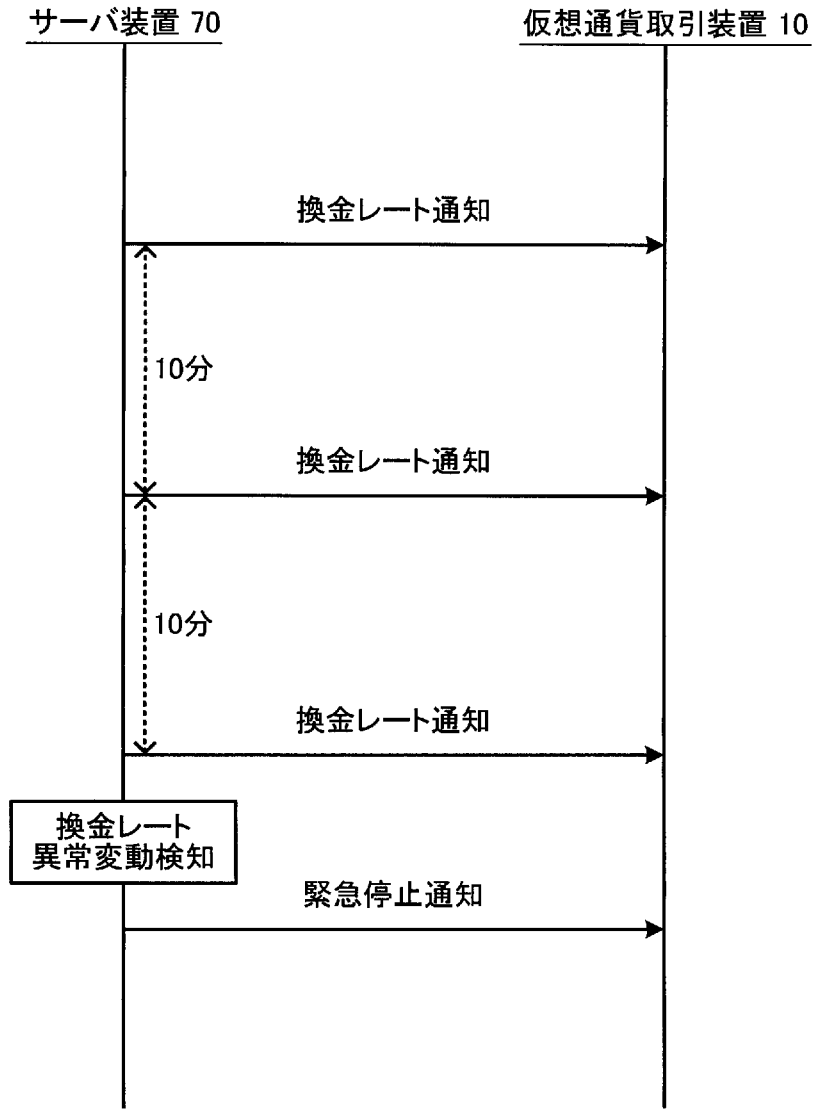 サーバ装置 70
仮想通貨取引装置 10
換金レート通知
10分
換金レート通知
10分
換金レート通知
換金レート
異常変動検知
緊急停止通知